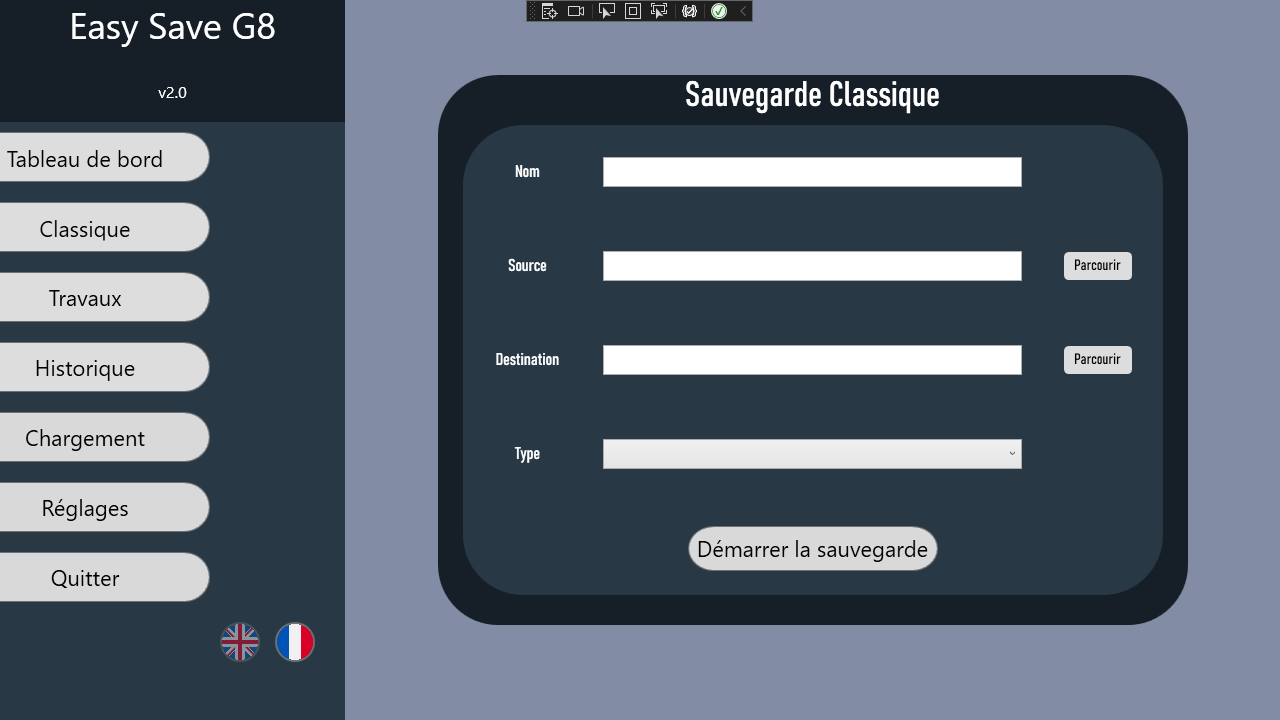 Easy Save G8
v2.0
Tableau de bord
Classique
Travaux
Historique
Chargement
Réglages
Quitter
Sauvegarde Classique
Nom
Source
Parcourir
Destination
Parcourir
Type
Démarrer la sauvegarde